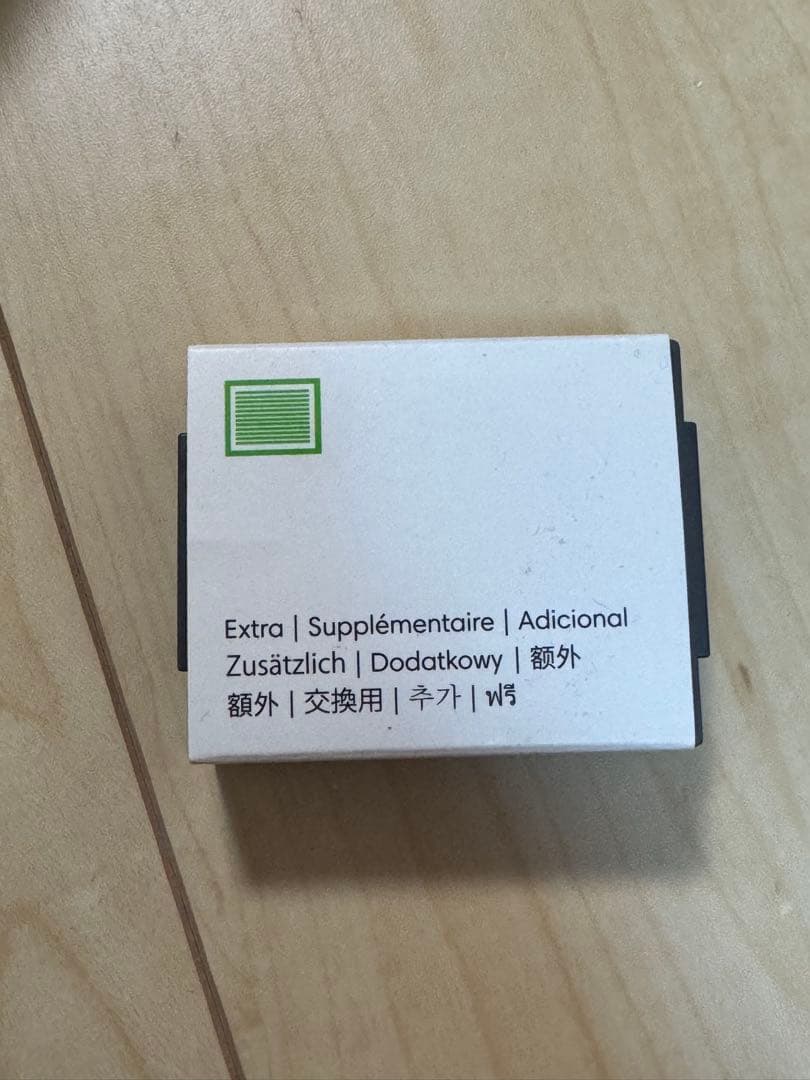 Extra | Supplémentaire | Adicional
Zusätzlich | Dodatkowy | 额外
額外 | 交換用 | 추가 | ฟรี